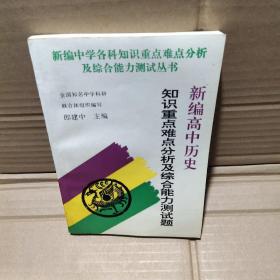 新编中学各科知识重点难点分析
及综合能力测试丛书
全国知名中学科研
联合体组织编写
郎建中 主编
新编高中历史
知识重点难点分析及综合能力测试题